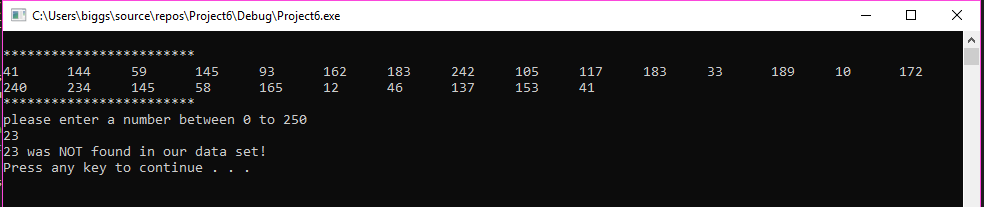 C:\Users\biggs\source\repos\Project6\Debug\Project6.exe
************************
41 144 59 145 93 162 183 242 105 117 183 33 189 10 172
240 234 145 58 165 12 46 137 153 41
************************
please enter a number between 0 to 250
23
23 was NOT found in our data set!
Press any key to continue . . .